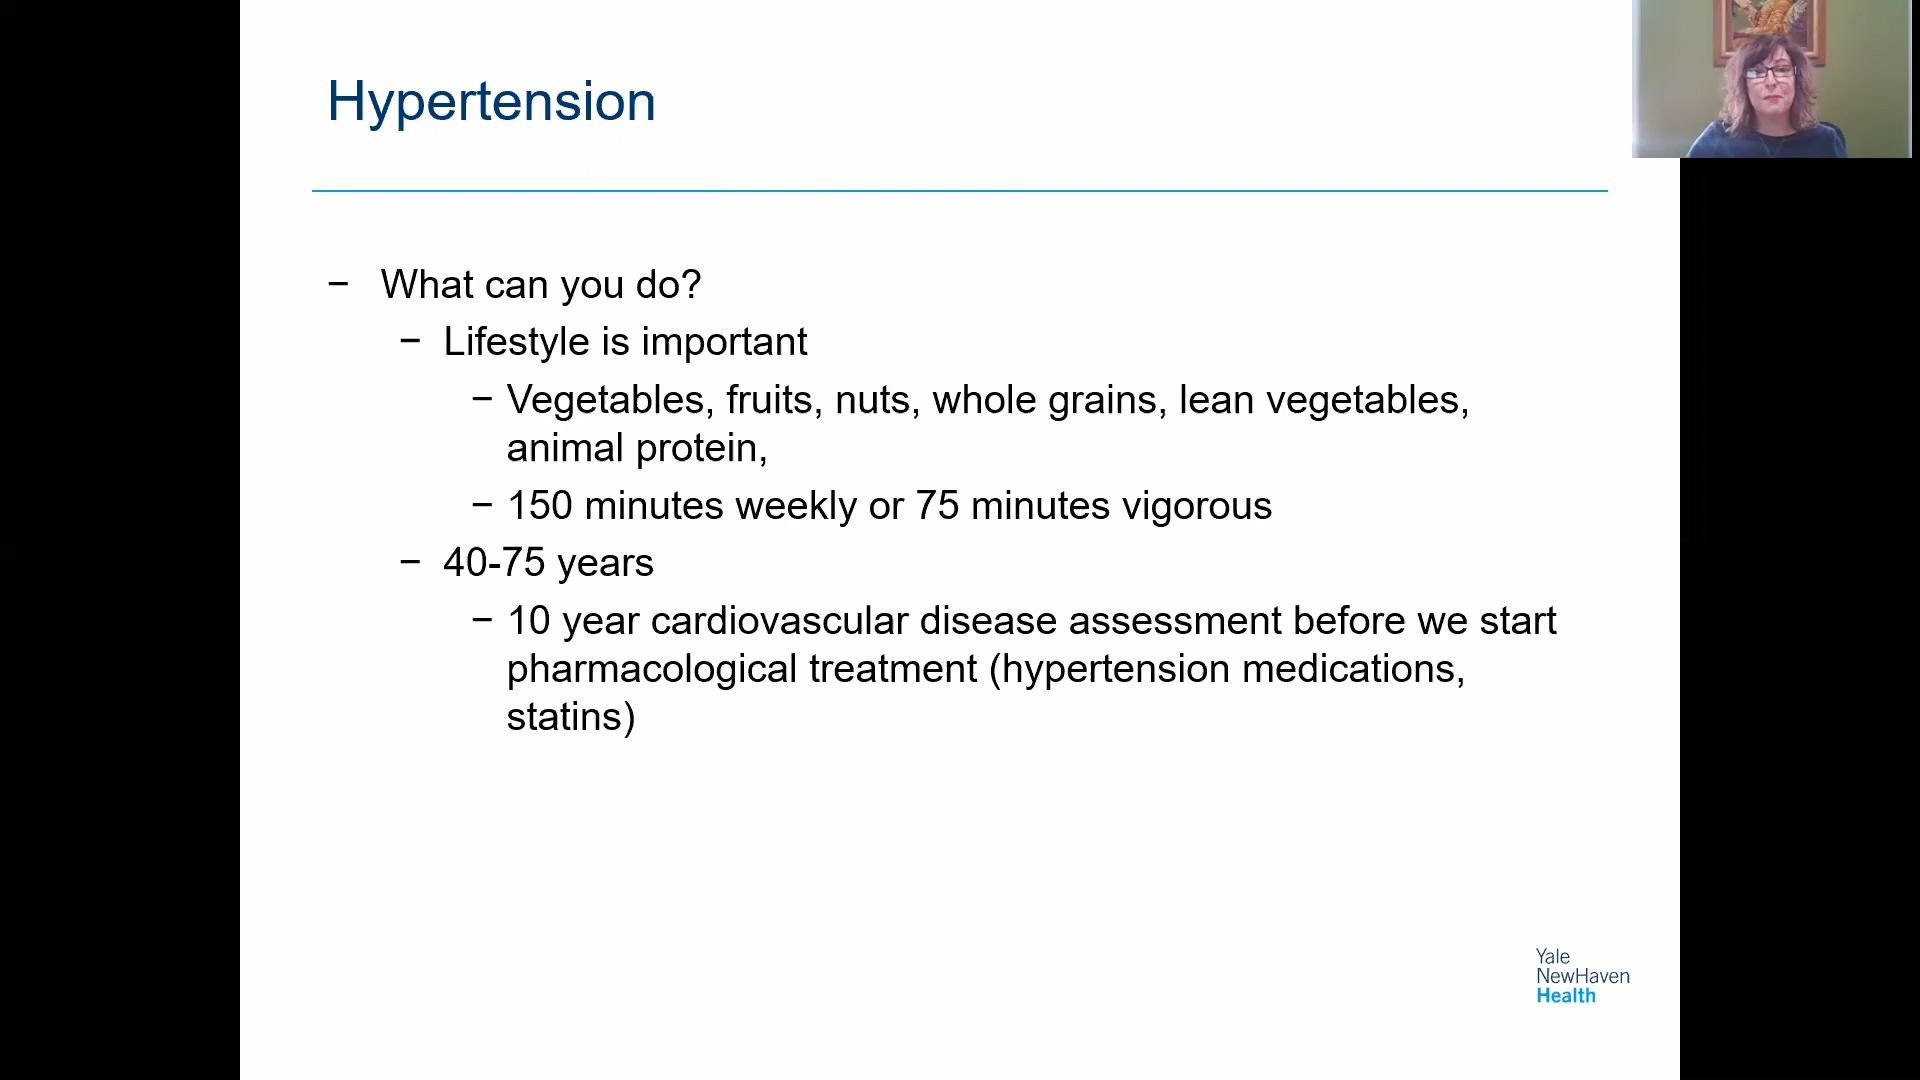 Hypertension
− What can you do?
− Lifestyle is important
− Vegetables, fruits, nuts, whole grains, lean vegetables,
animal protein,
− 150 minutes weekly or 75 minutes vigorous
− 40-75 years
− 10 year cardiovascular disease assessment before we start
pharmacological treatment (hypertension medications,
statins)
Yale
NewHaven
Health